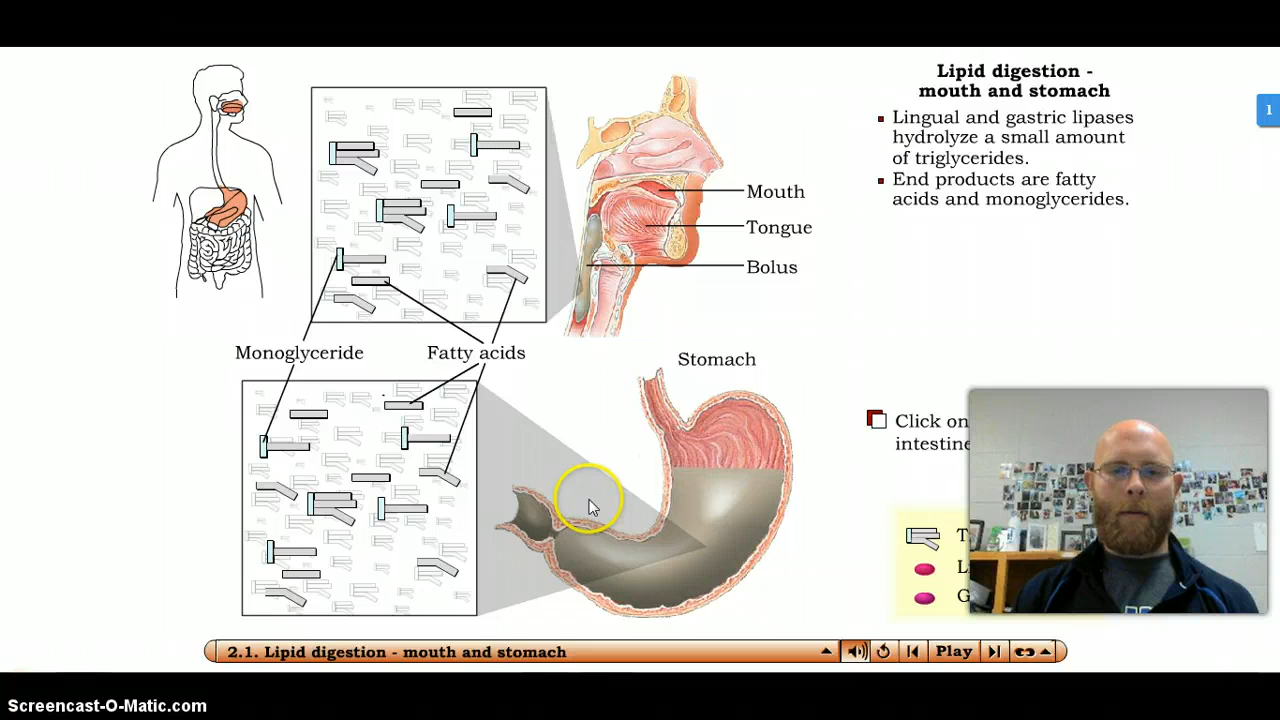 Lipid digestion -
mouth and stomach
Lingual and gastric lipases
hydrolyze a small amount
of triglycerides.
End products are fatty
acids and monoglycerides.
1
Mouth
Tongue
Bolus
Monoglyceride
Fatty acids
Stomach
Click on
intestine
T
L
G
2.1. Lipid digestion - mouth and stomach
Play
Screencast-O-Matic.com